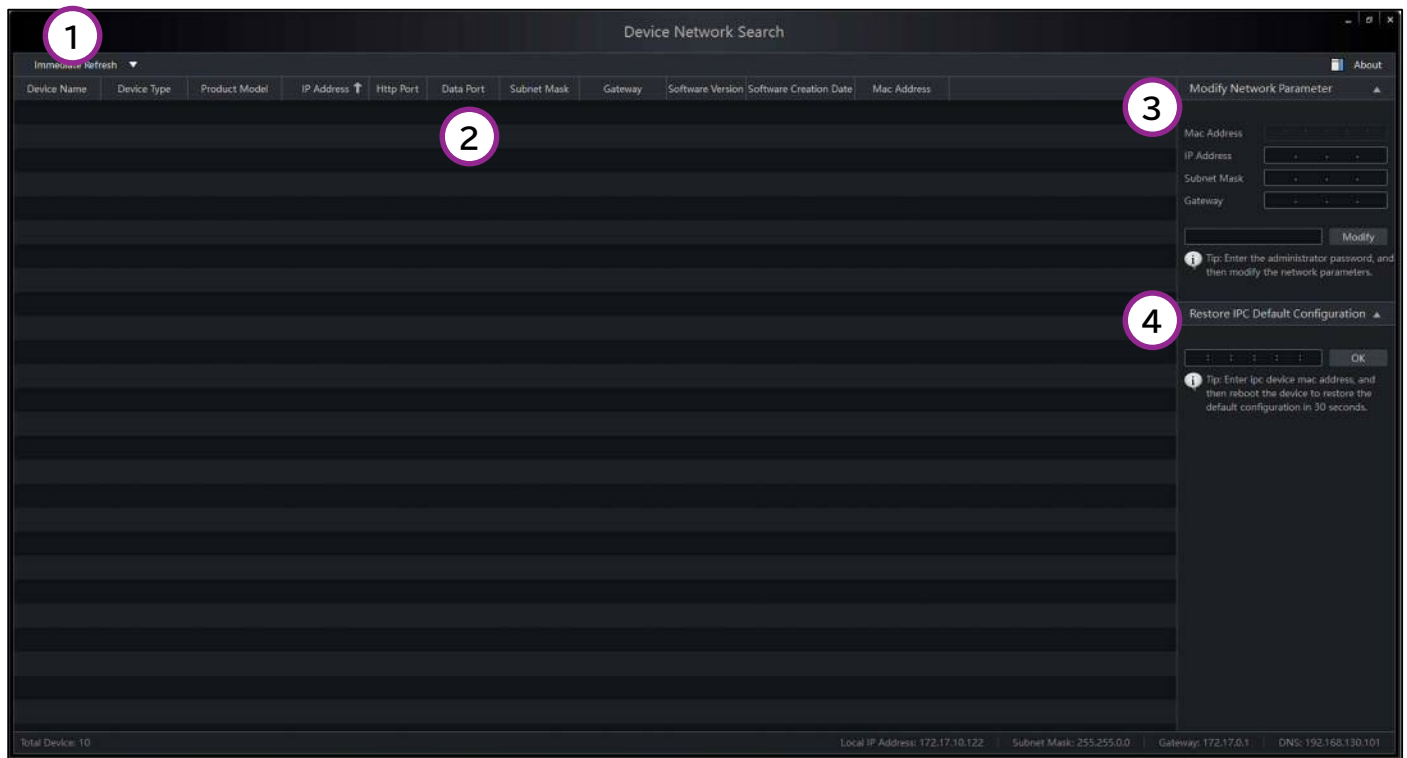 1
Device Network Search
Immediate Refresh
About
Device Name Device Type Product Model IP Address Http Port Data Port Subnet Mask Gateway Software Version Software Creation Date Mac Address
2
3
Modify Network Parameter
Mac Address
IP Address
Subnet Mask
Gateway
Modify
Tip: Enter the administrator password, and
then modify the network parameters.
4
Restore IPC Default Configuration
: : : : :
OK
Tip: Enter ipc device mac address, and
then reboot the device to restore the
default configuration in 30 seconds.
Total Device: 10
Local IP Address: 172.17.10.122 Subnet Mask: 255.255.0.0 Gateway: 172.17.0.1 DNS: 192.168.130.101